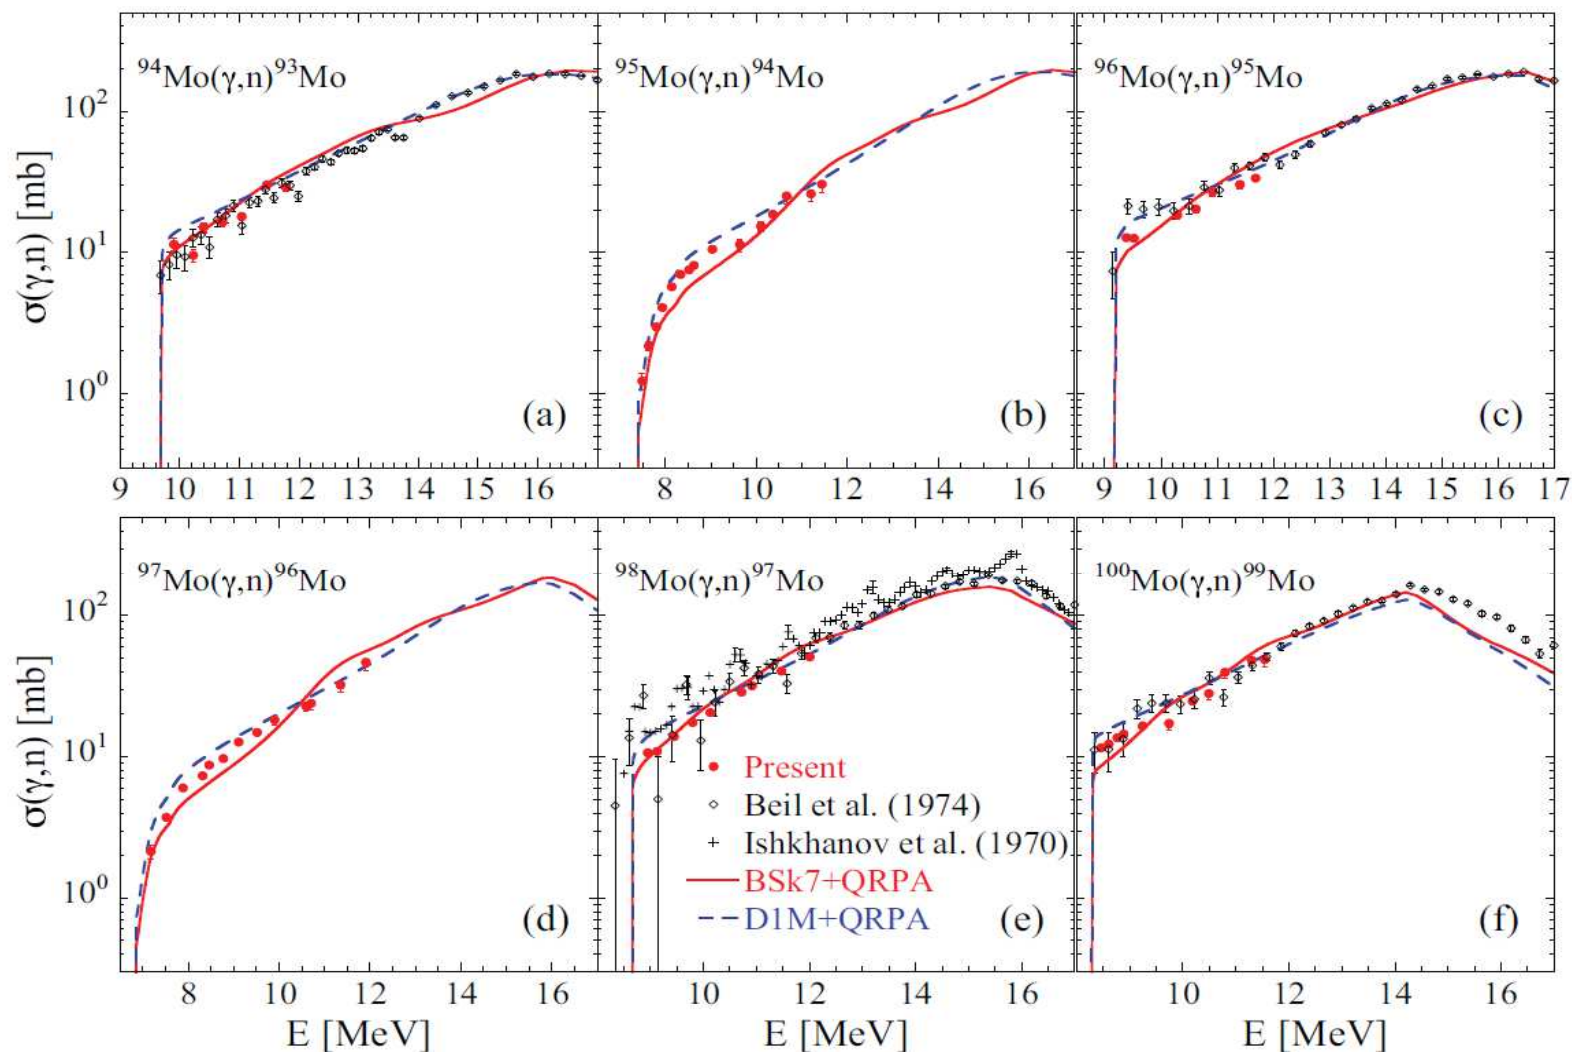 ⁹⁴Mo(γ,n)⁹³Mo
⁹⁵Mo(γ,n)⁹⁴Mo
⁹⁶Mo(γ,n)⁹⁵Mo
σ(γ,n) [mb]
10²
10¹
10⁰
(a)
(b)
(c)
9 10 11 12 13 14 15 16
8 10 12 14 16
9 10 11 12 13 14 15 16 17
⁹⁷Mo(γ,n)⁹⁶Mo
⁹⁸Mo(γ,n)⁹⁷Mo
¹⁰⁰Mo(γ,n)⁹⁹Mo
σ(γ,n) [mb]
10²
10¹
10⁰
Present
Beil et al. (1974)
Ishkhanov et al. (1970)
BSk7+QRPA
D1M+QRPA
(d)
(e)
(f)
8 10 12 14 16
10 12 14 16
10 12 14 16
E [MeV]
E [MeV]
E [MeV]